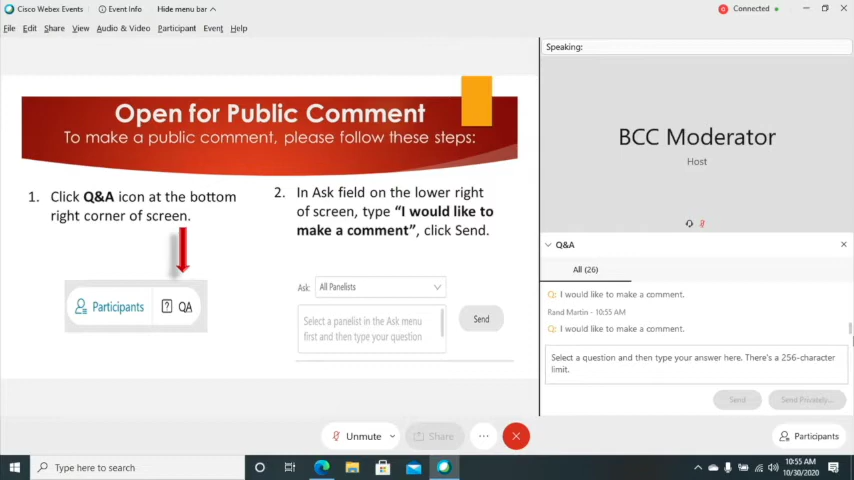 Cisco Webex Events
Event Info
Hide menu bar
Connected
File Edit Share View Audio & Video Participant Event Help
Speaking:
Open for Public Comment
To make a public comment, please follow these steps:
1. Click Q&A icon at the bottom
right corner of screen.
Participants
QA
2. In Ask field on the lower right
of screen, type “I would like to
make a comment”, click Send.
Ask: All Panelists
Select a panelist in the Ask menu
first and then type your question
Send
BCC Moderator
Host
Q&A
All (26)
Q: I would like to make a comment.
Rand Martin - 10:55 AM
Q: I would like to make a comment.
Select a question and then type your answer here. There's a 256-character
limit.
Send
Send Privately...
Unmute
Share
Participants
Type here to search
10:55 AM
10/30/2020